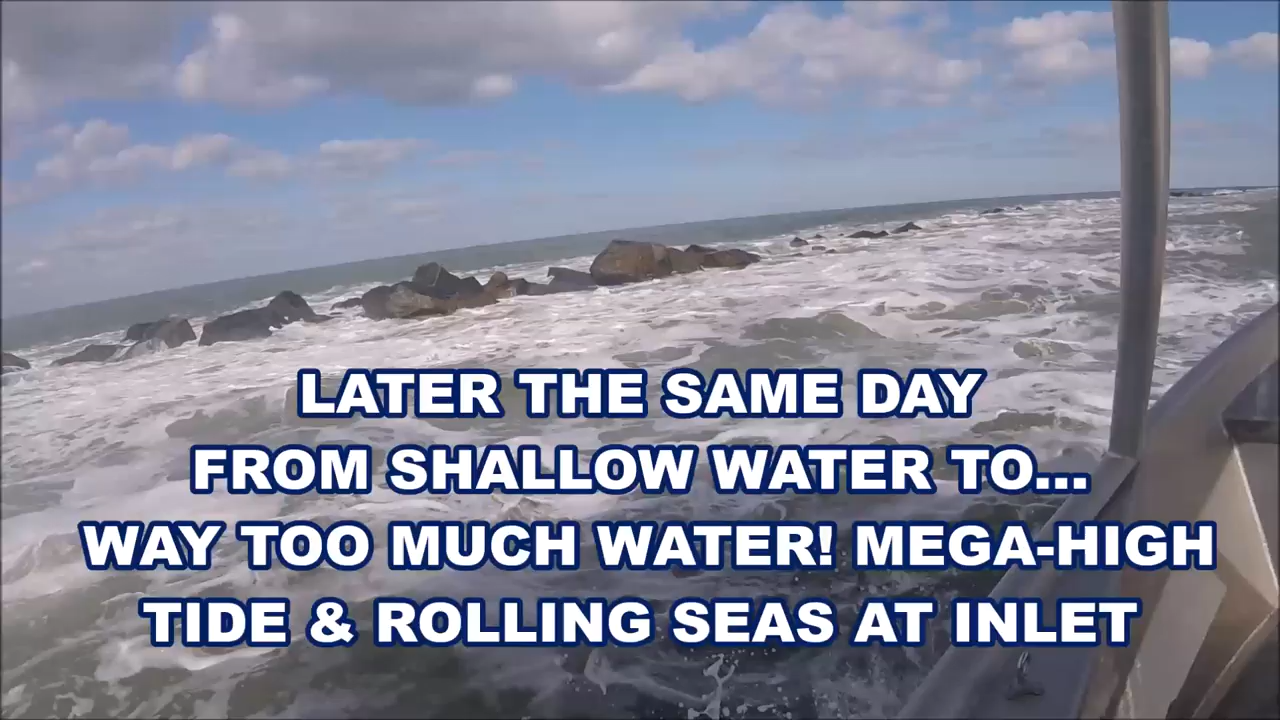 LATER THE SAME DAY
FROM SHALLOW WATER TO...
WAY TOO MUCH WATER! MEGA-HIGH
TIDE & ROLLING SEAS AT INLET